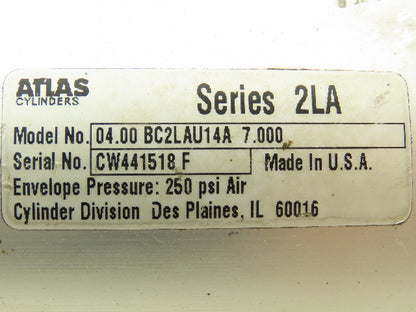 ATLAS
CYLINDERS
Series 2LA
Model No. 04.00 BC2LAU14A 7.000
Serial No. CW441518 F Made In U.S.A.
Envelope Pressure: 250 psi Air
Cylinder Division Des Plaines, IL 60016